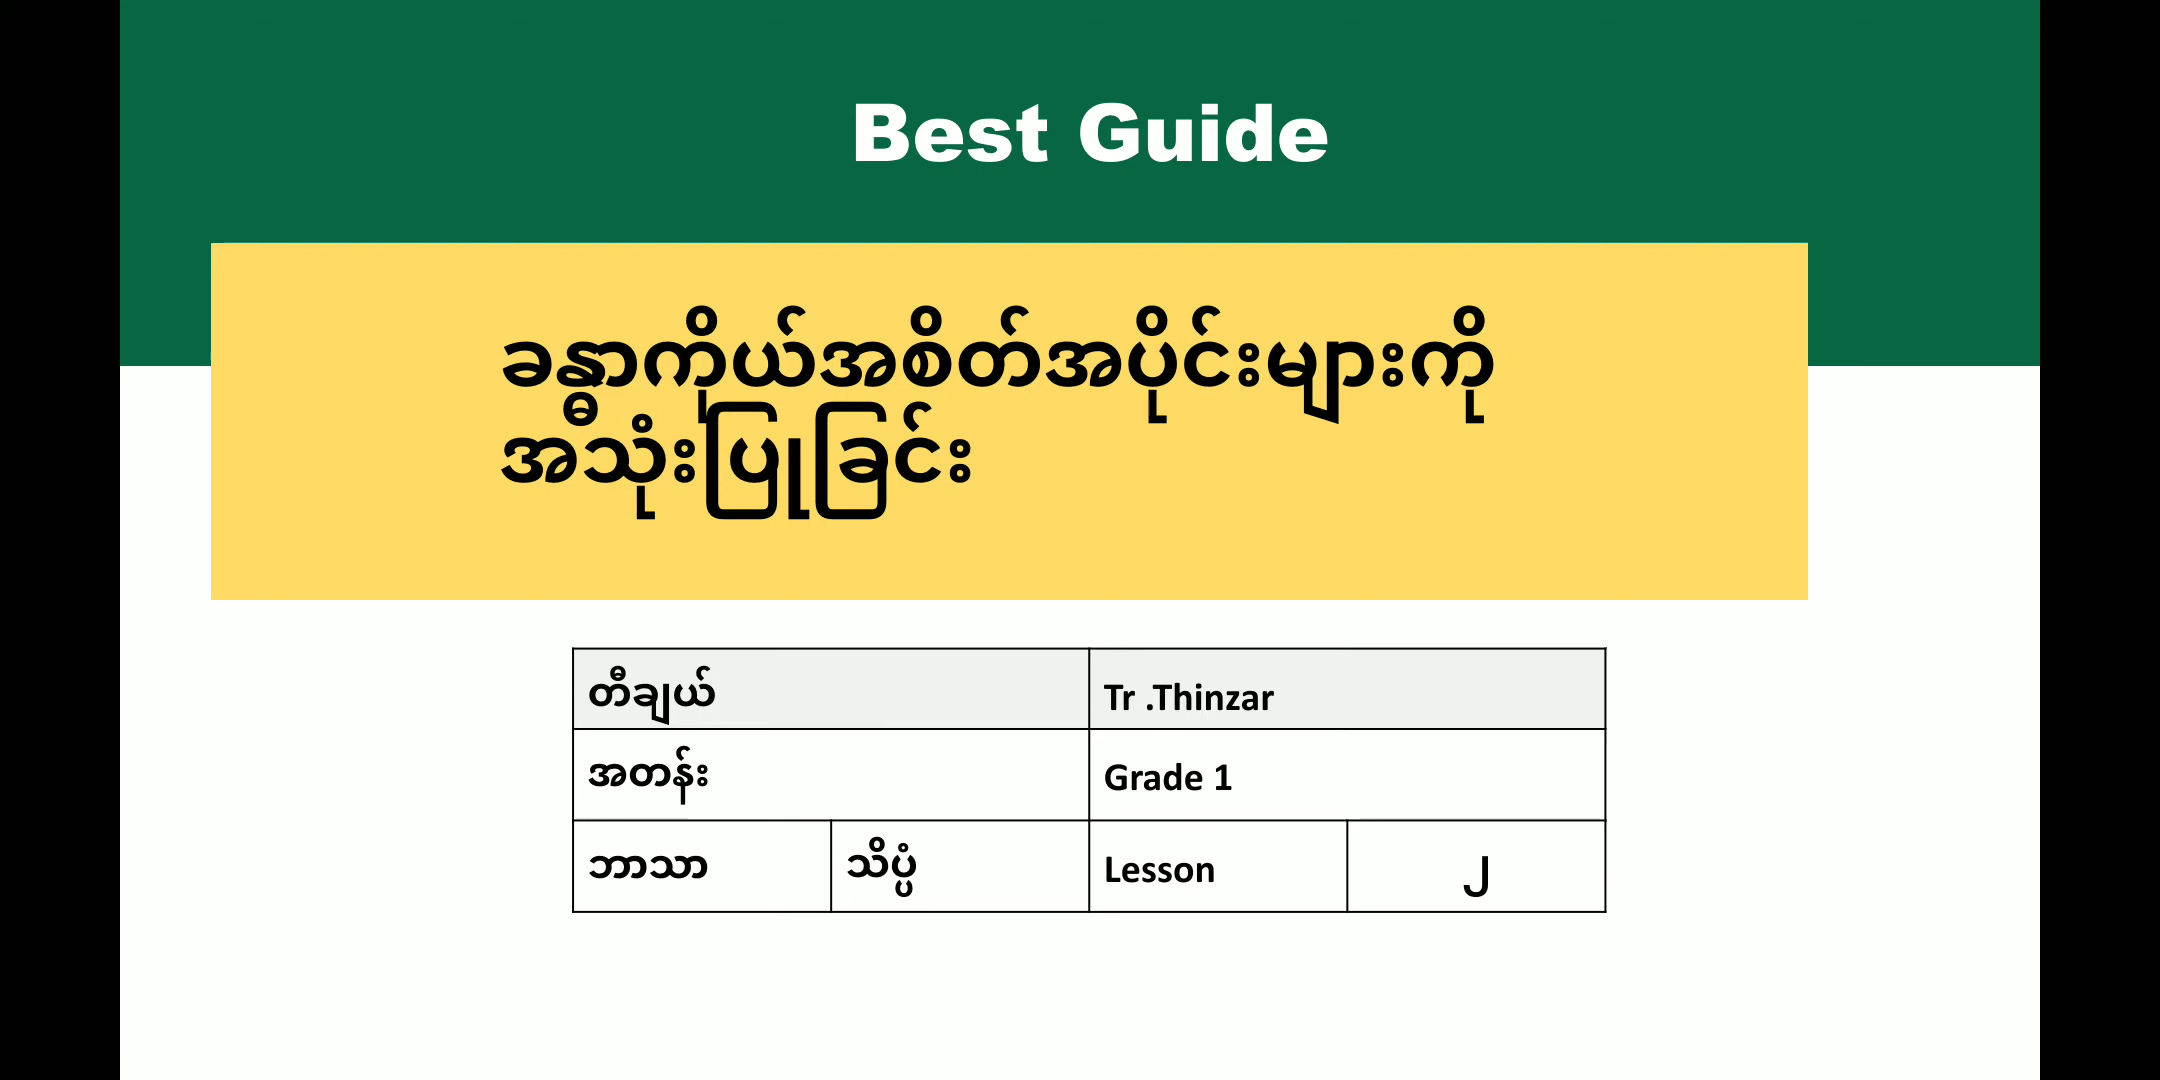 Best Guide
ခန္ဓာကိုယ်အစိတ်အပိုင်းများကို
အသုံးပြုခြင်း
တီချယ် Tr .Thinzar
အတန်း Grade 1
ဘာသာ သိပ္ပံ Lesson ၂